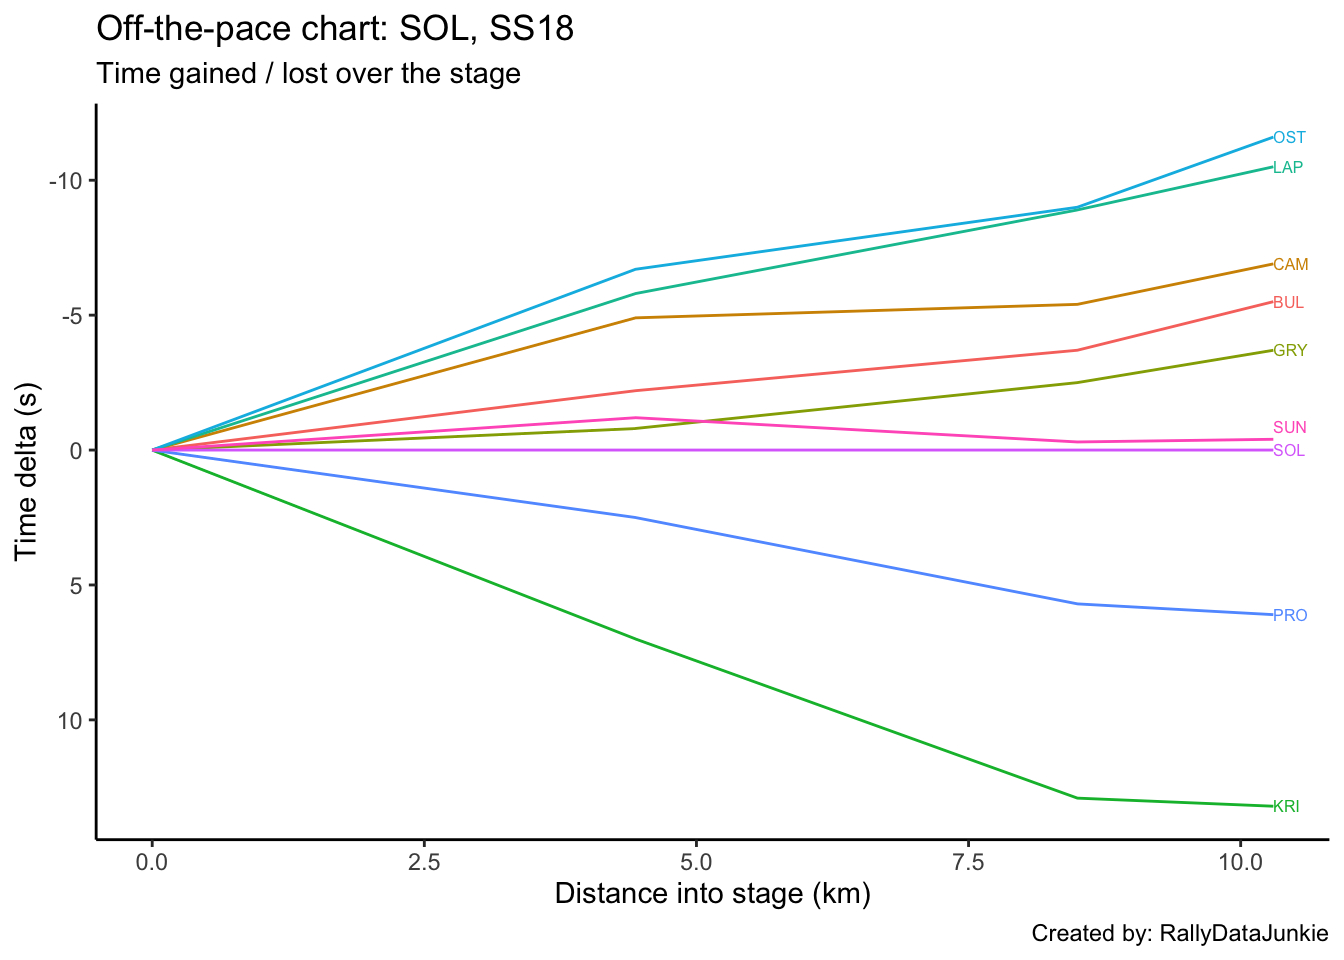 Off-the-pace chart: SOL, SS18
Time gained / lost over the stage
OST
LAP
-10
CAM
BUL
-5
GRY
SUN
0
SOL
Time delta (s)
5
PRO
10
KRI
0.0 2.5 5.0 7.5 10.0
Distance into stage (km)
Created by: RallyDataJunkie